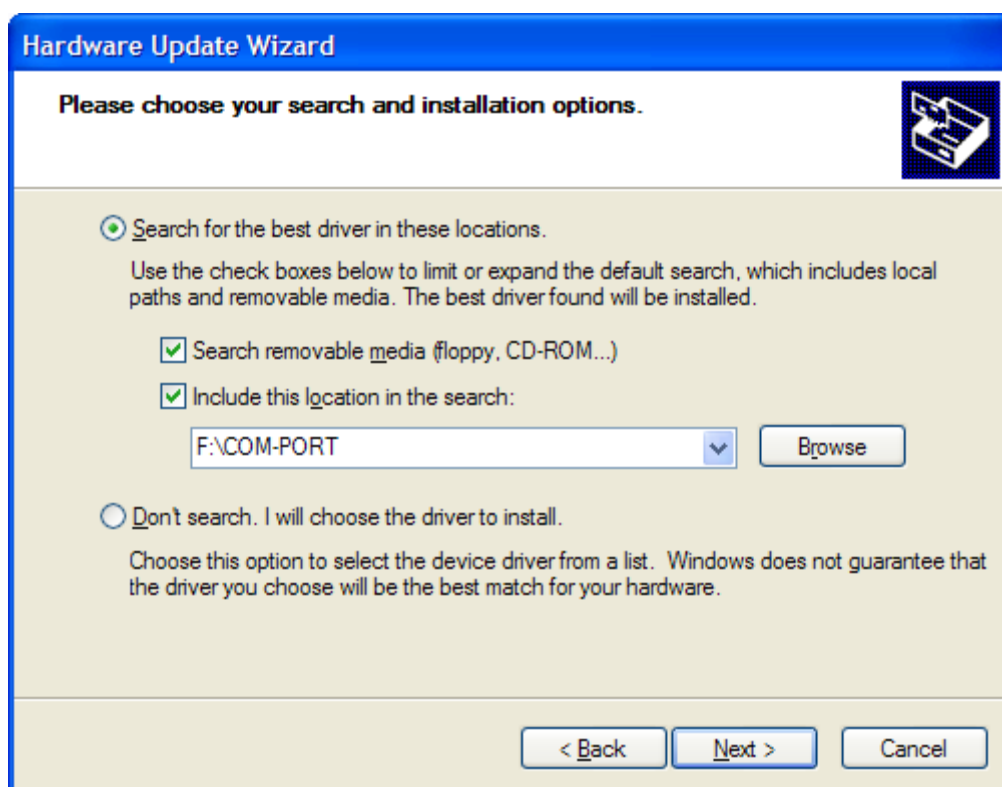 Hardware Update Wizard
Please choose your search and installation options.
Search for the best driver in these locations.
Use the check boxes below to limit or expand the default search, which includes local
paths and removable media. The best driver found will be installed.
Search removable media (floppy, CD-ROM...)
Include this location in the search:
F:\COM-PORT
Browse
Don't search. I will choose the driver to install.
Choose this option to select the device driver from a list.  Windows does not guarantee that
the driver you choose will be the best match for your hardware.
< Back Next > Cancel